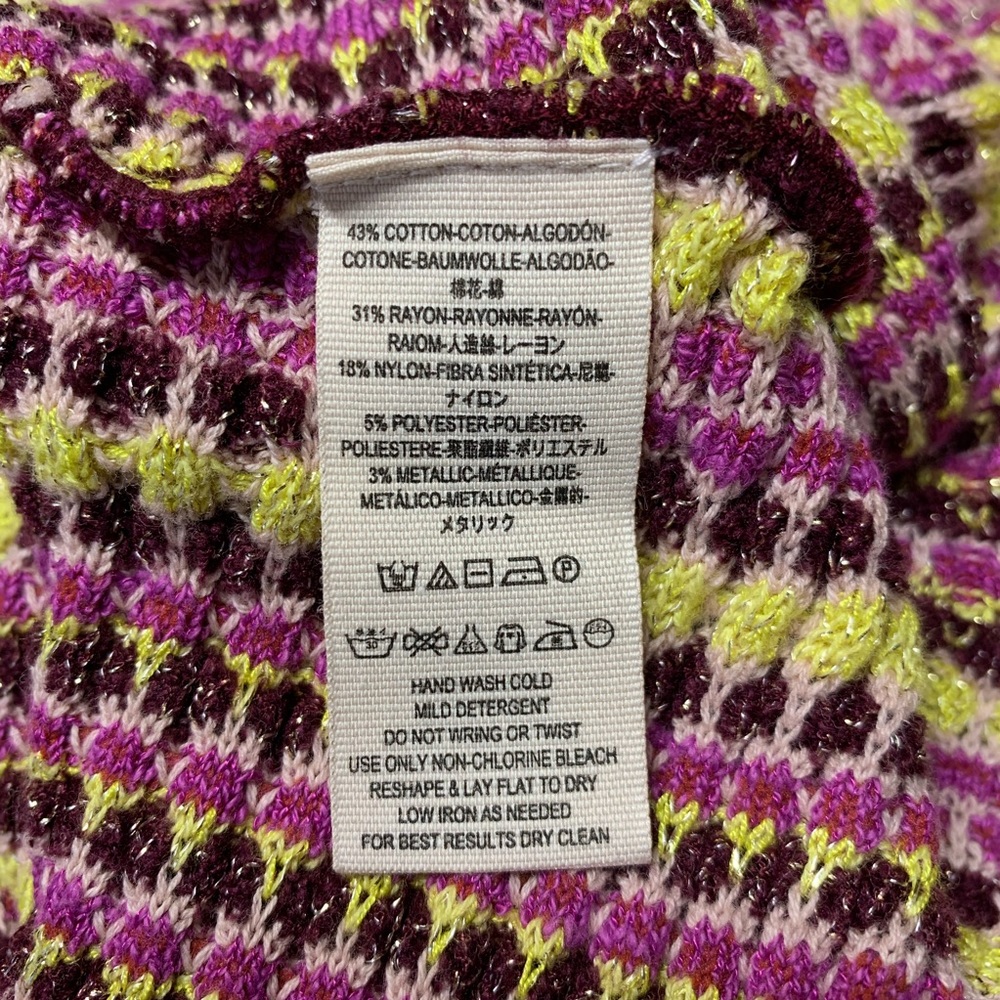 43% COTTON-COTON-ALGODÓN-
COTONE-BAUMWOLLE-ALGODÃO-
棉花-綿
31% RAYON-RAYONNE-RAYÓN-
RAIOM-人造絲-レーヨン
18% NYLON-FIBRA SINTÉTICA-尼龍-
ナイロン
5% POLYESTER-POLIÉSTER-
POLIESTERE-聚脂纖維-ポリエステル
3% METALLIC-MÉTALLIQUE-
METÁLICO-METALLICO-金屬的-
メタリック
P
HAND WASH COLD
MILD DETERGENT
DO NOT WRING OR TWIST
USE ONLY NON-CHLORINE BLEACH
RESHAPE & LAY FLAT TO DRY
LOW IRON AS NEEDED
FOR BEST RESULTS DRY CLEAN